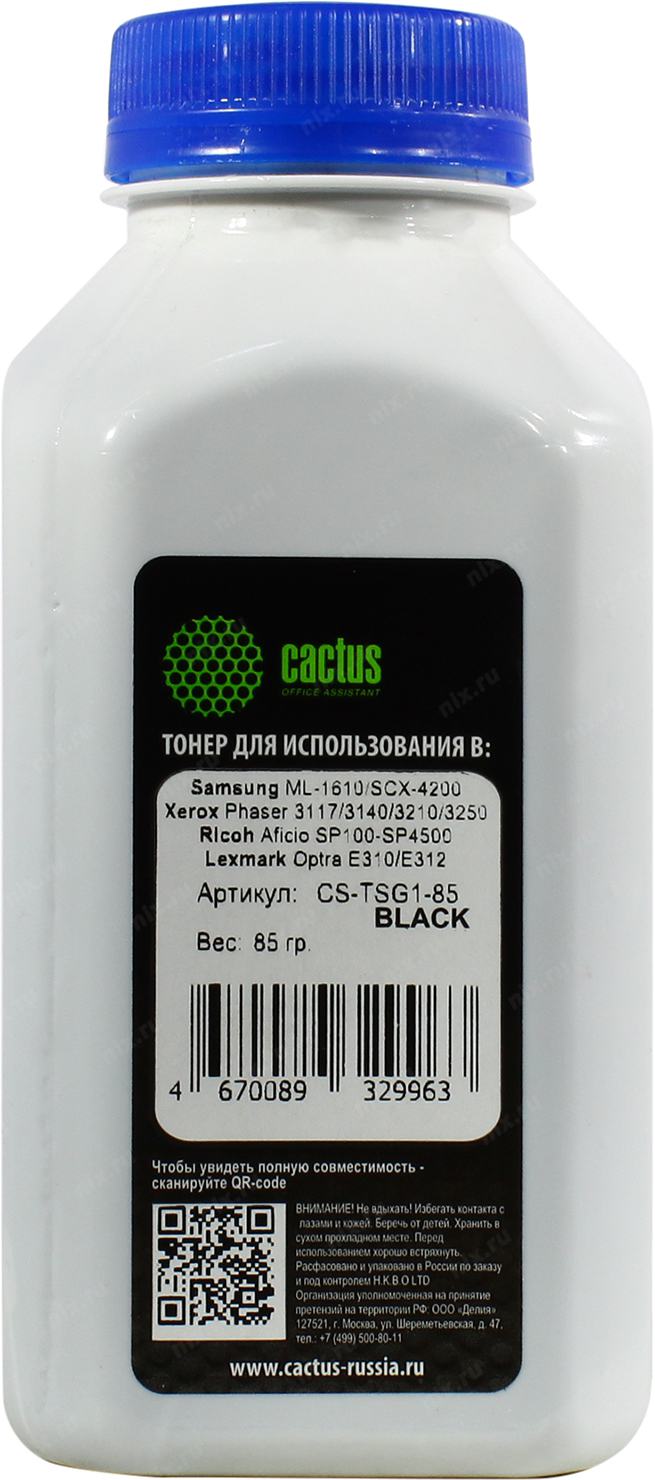 cactus
OFFICE ASSISTANT
ТОНЕР ДЛЯ ИСПОЛЬЗОВАНИЯ В:
Samsung ML-1610/SCX-4200
Xerox Phaser 3117/3140/3210/3250
Ricoh Aficio SP100-SP4500
Lexmark Optra E310/E312
Артикул: CS-TSG1-85
BLACK
Вес: 85 гр.
4 670089 329963
Чтобы увидеть полную совместимость -
сканируйте QR-code
ВНИМАНИЕ! Не вдыхать! Избегать контакта с
лазами и кожей. Беречь от детей. Хранить в
сухом прохладном месте. Перед
использованием хорошо встряхнуть.
Расфасовано и упаковано в России по заказу
и под контролем H.K.B O LTD
Организация уполномоченная на принятие
претензий на территории РФ: ООО «Делия»
127521, г. Москва, ул. Шереметьевская, д. 47,
тел.: +7 (499) 500-80-11
www.cactus-russia.ru
nix.ru